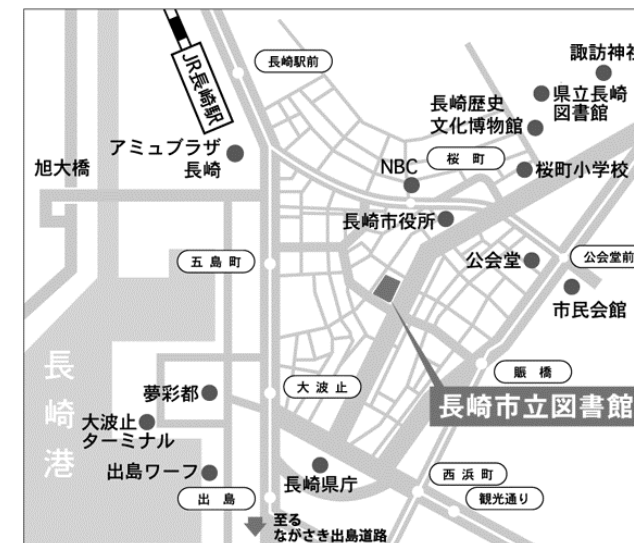 諏訪神社
長崎駅前
JR長崎駅
県立長崎
図書館
長崎歴史
文化博物館
アミュプラザ
長崎
旭大橋
NBC
桜町
桜町小学校
長崎市役所
五島町
公会堂
公会堂前
市民会館
長崎港
賑橋
夢彩都
大波止
長崎市立図書館
大波止
ターミナル
出島ワーフ
長崎県庁
西浜町
出島
観光通り
至る
ながさき出島道路